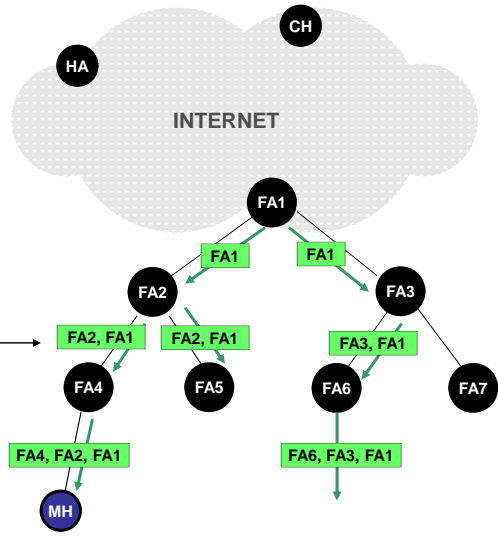 CH
HA
INTERNET
FA1
FA1
FA1
FA2
FA3
FA2, FA1
FA2, FA1
FA3, FA1
FA4
FA5
FA6
FA7
FA4, FA2, FA1
FA6, FA3, FA1
MH